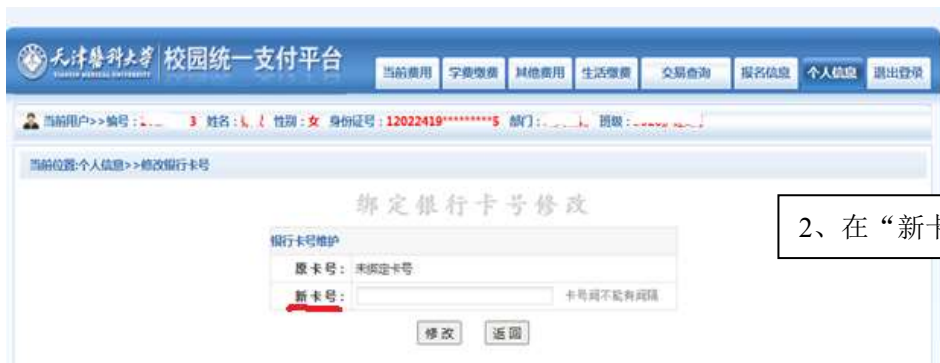 天津医科大学 校园统一支付平台
TIANJIN MEDICAL UNIVERSITY
当前费用 学费缴费 其他费用 生活缴费 交易查询 报名信息 个人信息 退出登录
当前用户>>编号: 3 姓名: 性别:女 身份证号:12022419*********5 部门: 班级:
当前位置:个人信息>>修改银行卡号
绑定银行卡号修改
2、在“新卡
银行卡号维护
原卡号: 未绑定卡号
新卡号: 卡号间不能有间隔
修改 返回